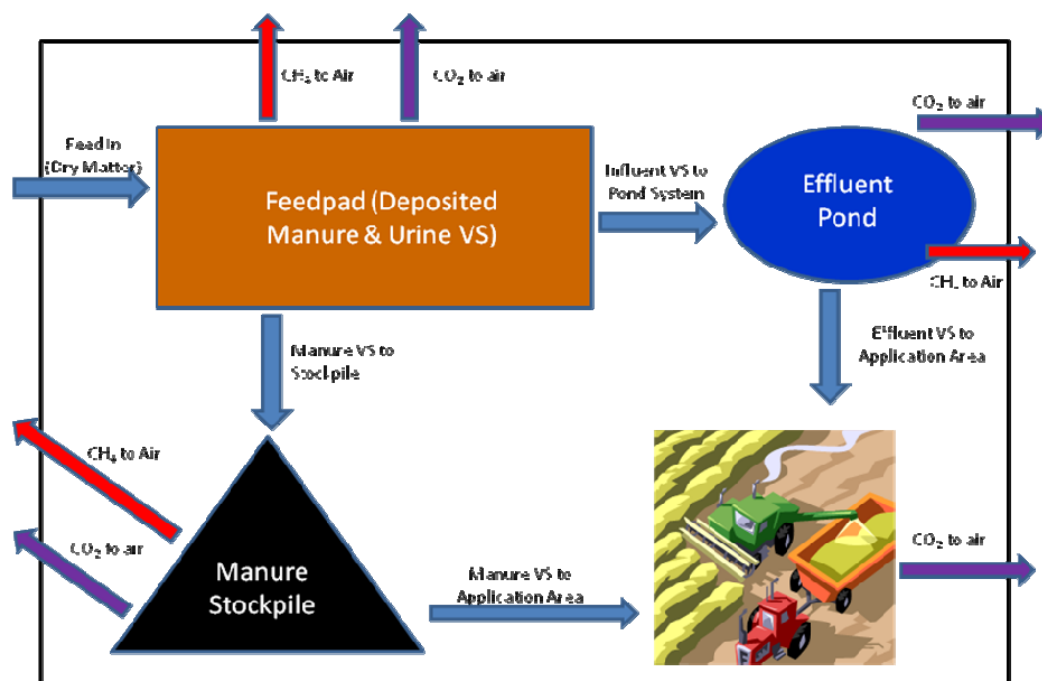 CH₄ to Air
CO₂ to air
CO₂ to air
Feed In
(Dry Matter)
Feedpad (Deposited
Manure & Urine VS)
Influent VS to
Pond System
Effluent
Pond
CH₄ to Air
Manure VS to
Stockpile
Effluent VS to
Application Area
CH₄ to Air
CO₂ to air
Manure
Stockpile
Manure VS to
Application Area
CO₂ to air